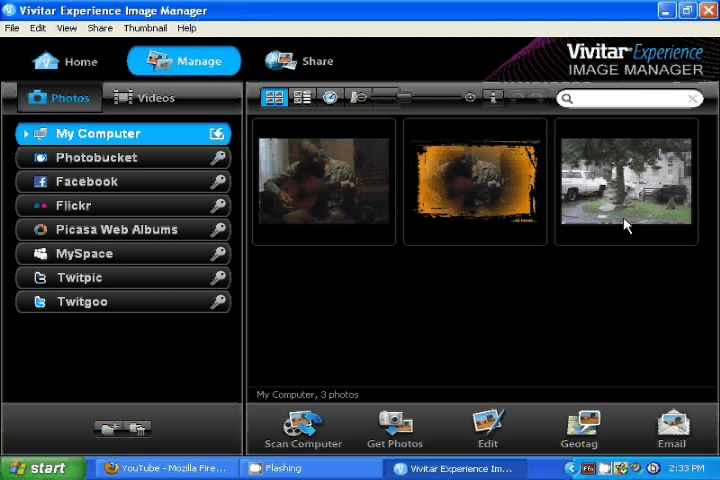 Vivitar Experience Image Manager
File Edit View Share Thumbnail Help
Home Manage Share
Vivitar Experience
IMAGE MANAGER
Photos Videos
My Computer
Photobucket
Facebook
Flickr
Picasa Web Albums
MySpace
Twitpic
Twitgoo
My Computer, 3 photos
Scan Computer Get Photos Edit Geotag Email
start YouTube - Mozilla Fire... Flashing Vivitar Experience Im... 2:33 PM